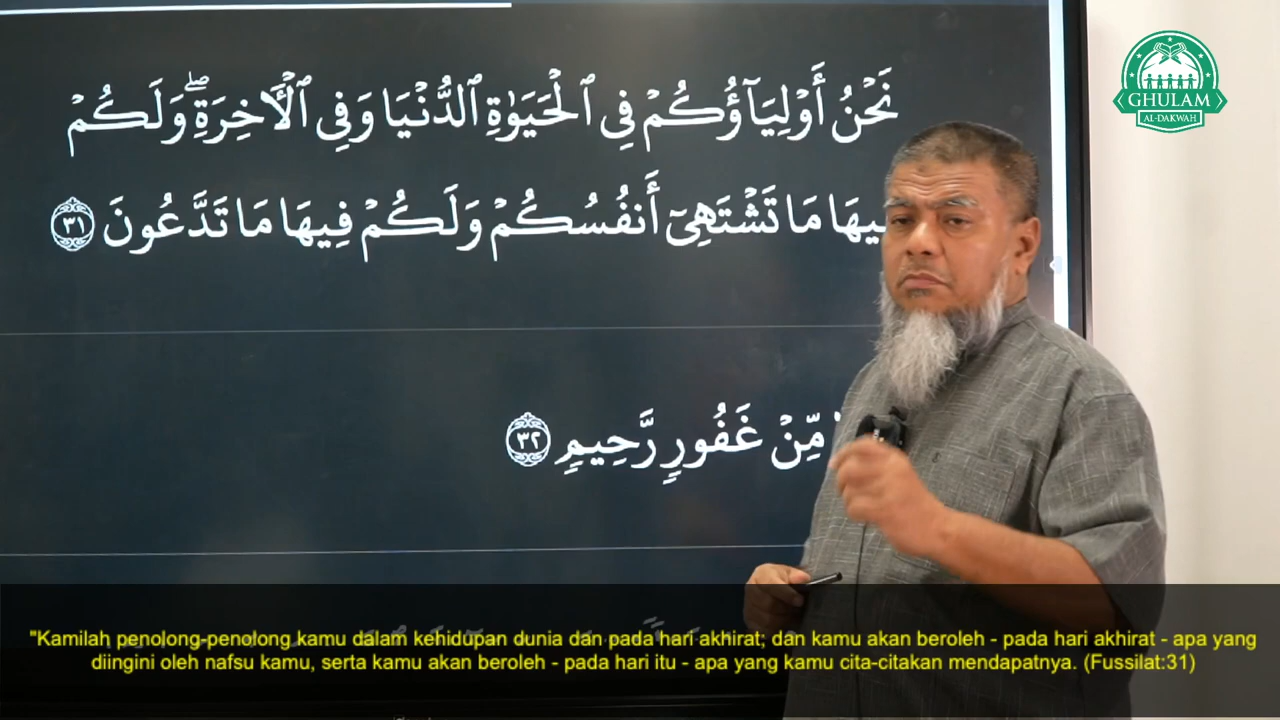 نَحْنُ أَوْلِيَآؤُكُمْ فِى ٱلْحَيَوٰةِ ٱلدُّنْيَا وَفِى ٱلْأَخِرَةِ ۖ وَلَكُمْ
GHULAM
AL-DAKWAH
فِيهَا مَا تَشْتَهِىٓ أَنفُسُكُمْ وَلَكُمْ فِيهَا مَا تَدَّعُونَ ٣١
مِّنْ غَفُورٍ رَّحِيمٍ ٣٢
"Kamilah penolong-penolong kamu dalam kehidupan dunia dan pada hari akhirat; dan kamu akan beroleh - pada hari akhirat - apa yang
diingini oleh nafsu kamu, serta kamu akan beroleh - pada hari itu - apa yang kamu cita-citakan mendapatnya. (Fussilat:31)